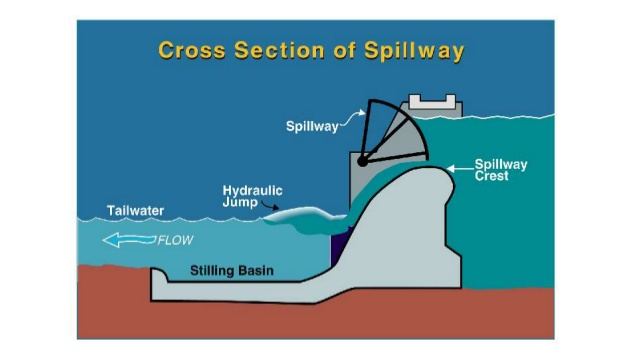 Cross Section of Spillway
Spillway
Spillway
Crest
Hydraulic
Jump
Tailwater
FLOW
Stilling Basin